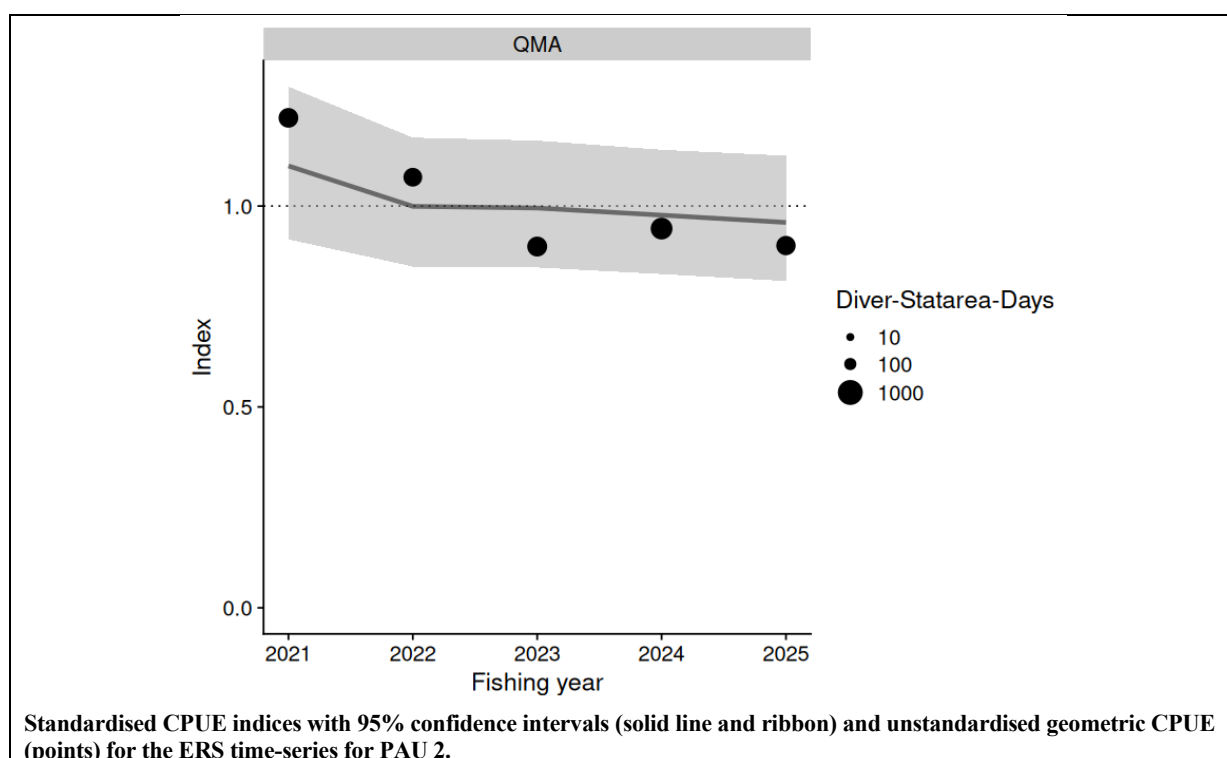 QMA
1.0
0.5
0.0
Index
2021 2022 2023 2024 2025
Fishing year
Diver-Statarea-Days
10
100
1000
Standardised CPUE indices with 95% confidence intervals (solid line and ribbon) and unstandardised geometric CPUE
(points) for the ERS time-series for PAU 2.